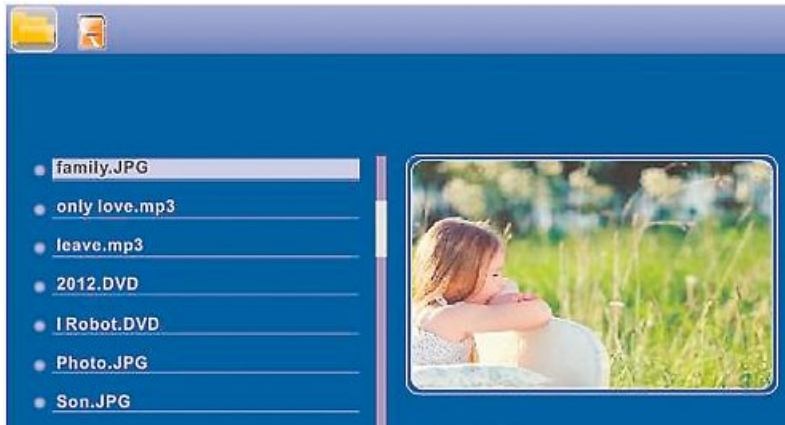 family.JPG
only love.mp3
leave.mp3
2012.DVD
I Robot.DVD
Photo.JPG
Son.JPG